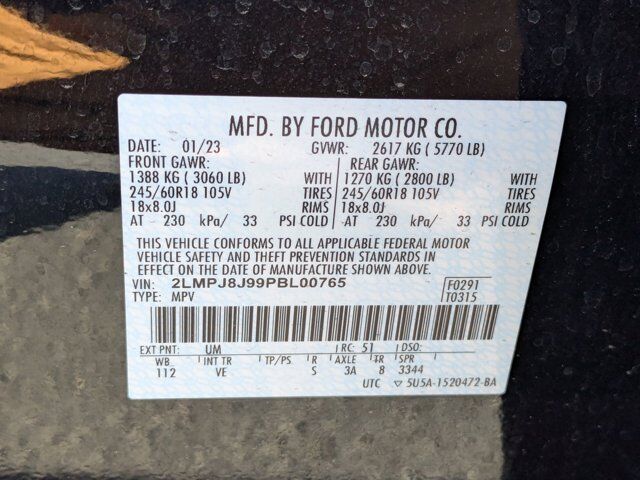 MFD. BY FORD MOTOR CO.
DATE: 01/23 GVWR: 2617 KG ( 5770 LB)
FRONT GAWR: REAR GAWR:
1388 KG ( 3060 LB) WITH 1270 KG ( 2800 LB) WITH
245/60R18 105V TIRES 245/60R18 105V TIRES
18x8.0J RIMS 18x8.0J RIMS
AT - 230 kPa/ 33 PSI COLD -AT - 230 kPa/ 33 PSI COLD
THIS VEHICLE CONFORMS TO ALL APPLICABLE FEDERAL MOTOR
VEHICLE SAFETY AND THEFT PREVENTION STANDARDS IN
EFFECT ON THE DATE OF MANUFACTURE SHOWN ABOVE.
VIN: 2LMPJ8J99PBL00765 F0291
TYPE: MPV T0315
EXT PNT: UM RC: 51 DSO:
WB INT TR TP/PS R AXLE TR SPR
112 VE S 3A 8 3344
UTC ▽ 5U5A-1520472-BA